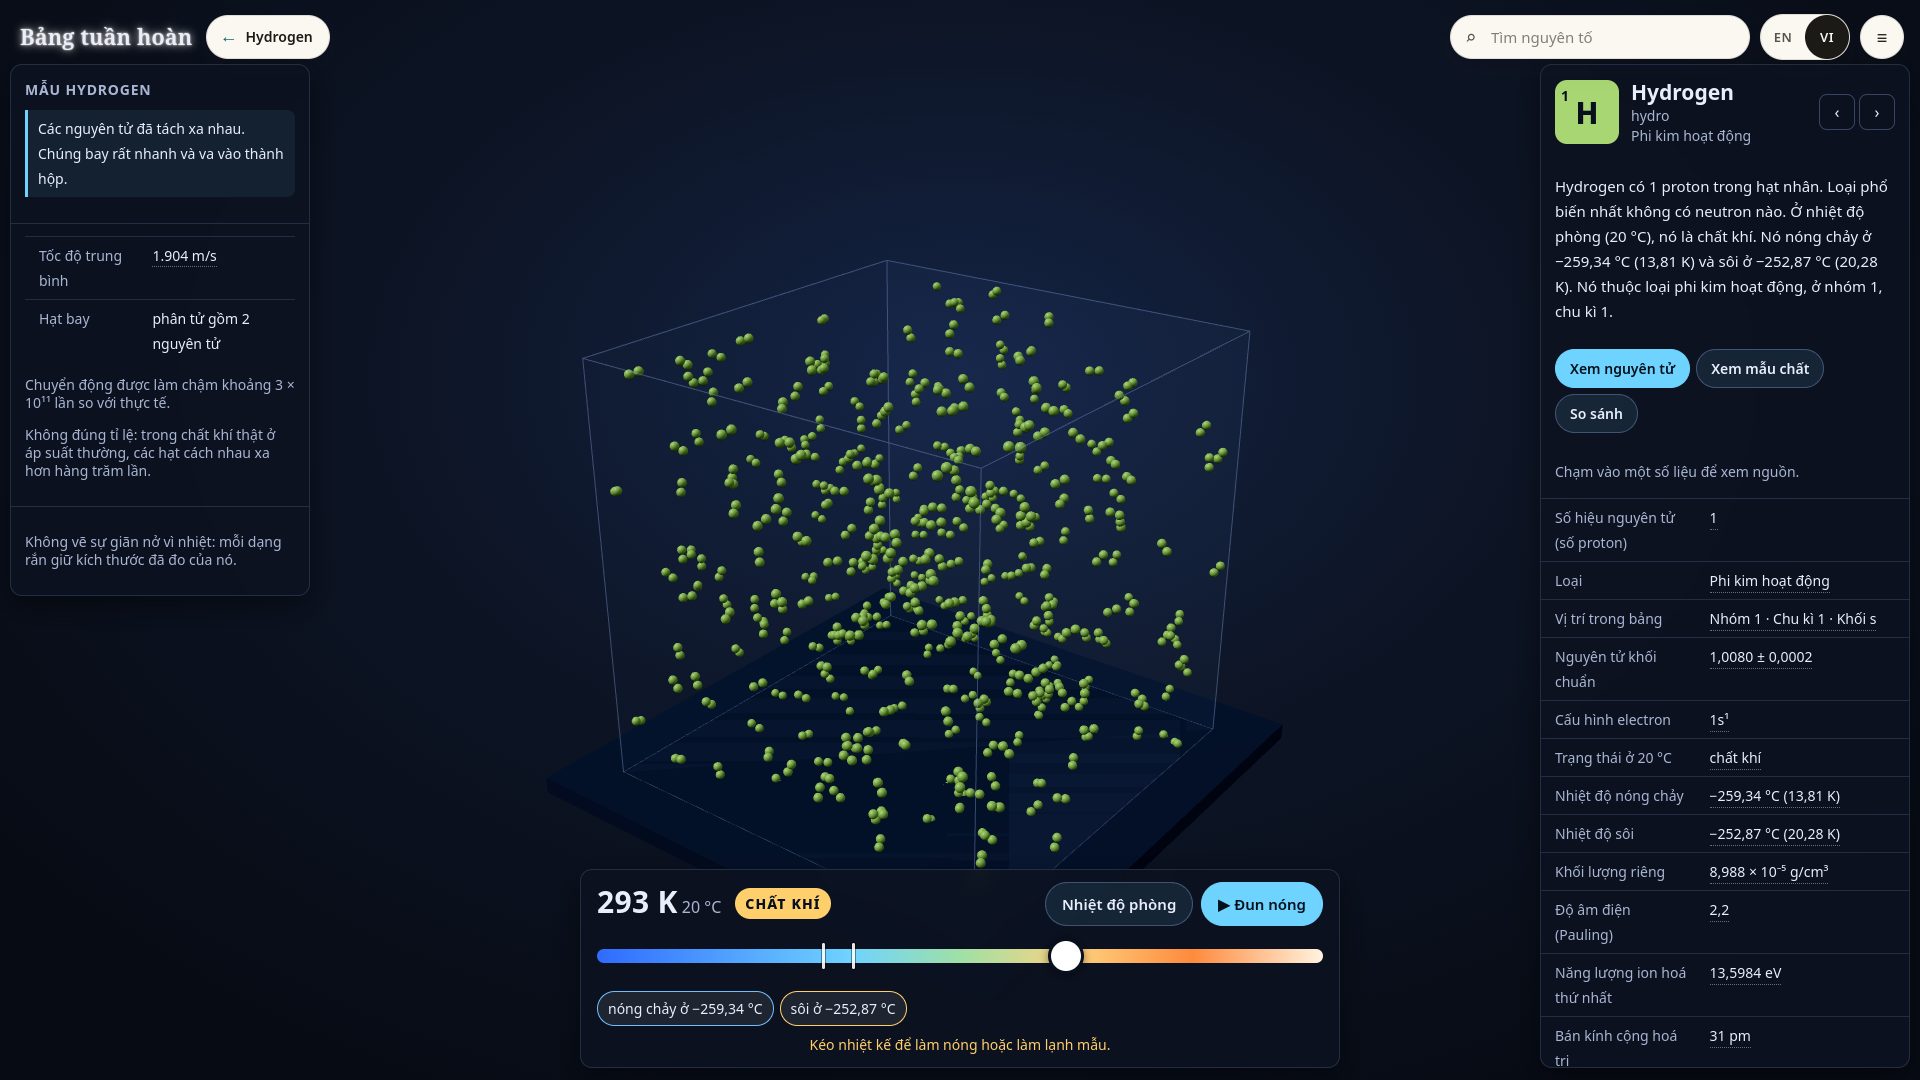 Bảng tuần hoàn
← Hydrogen
Tìm nguyên tố
EN VI
MẪU HYDROGEN
Các nguyên tử đã tách xa nhau.
Chúng bay rất nhanh và va vào thành
hộp.
Tốc độ trung
bình
1.904 m/s
Hạt bay
phân tử gồm 2
nguyên tử
Chuyển động được làm chậm khoảng 3 ×
10¹¹ lần so với thực tế.
Không đúng tỉ lệ: trong chất khí thật ở
áp suất thường, các hạt cách nhau xa
hơn hàng trăm lần.
Không vẽ sự giãn nở vì nhiệt: mỗi dạng
rắn giữ kích thước đã đo của nó.
293 K 20 °C CHẤT KHÍ
Nhiệt độ phòng
▶ Đun nóng
nóng chảy ở −259,34 °C
sôi ở −252,87 °C
Kéo nhiệt kế để làm nóng hoặc làm lạnh mẫu.
1
H
Hydrogen
hydro
Phi kim hoạt động
‹ ›
Hydrogen có 1 proton trong hạt nhân. Loại phổ
biến nhất không có neutron nào. Ở nhiệt độ
phòng (20 °C), nó là chất khí. Nó nóng chảy ở
−259,34 °C (13,81 K) và sôi ở −252,87 °C (20,28
K). Nó thuộc loại phi kim hoạt động, ở nhóm 1,
chu kì 1.
Xem nguyên tử
Xem mẫu chất
So sánh
Chạm vào một số liệu để xem nguồn.
Số hiệu nguyên tử
(số proton)
1
Loại
Phi kim hoạt động
Vị trí trong bảng
Nhóm 1 · Chu kì 1 · Khối s
Nguyên tử khối
chuẩn
1,0080 ± 0,0002
Cấu hình electron
1s¹
Trạng thái ở 20 °C
chất khí
Nhiệt độ nóng chảy
−259,34 °C (13,81 K)
Nhiệt độ sôi
−252,87 °C (20,28 K)
Khối lượng riêng
8,988 × 10⁻⁵ g/cm³
Độ âm điện
(Pauling)
2,2
Năng lượng ion hoá
thứ nhất
13,5984 eV
Bán kính cộng hoá
trị
31 pm